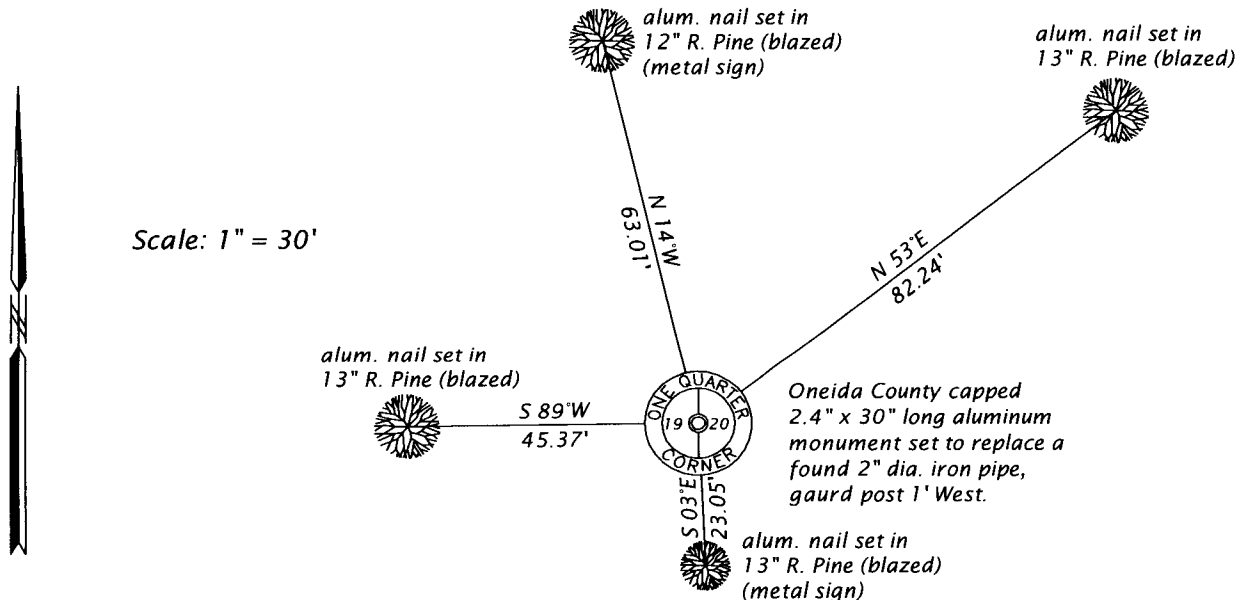 alum. nail set in
12" R. Pine (blazed)
(metal sign)
alum. nail set in
13" R. Pine (blazed)
Scale: 1" = 30'
N 14°W
63.01'
N 53°E
82.24'
alum. nail set in
13" R. Pine (blazed)
S 89°W
45.37'
ONE QUARTER
19 20
CORNER
Oneida County capped
2.4" x 30" long aluminum
monument set to replace a
found 2" dia. iron pipe,
gaurd post 1' West.
S 03°E
23.05'
alum. nail set in
13" R. Pine (blazed)
(metal sign)